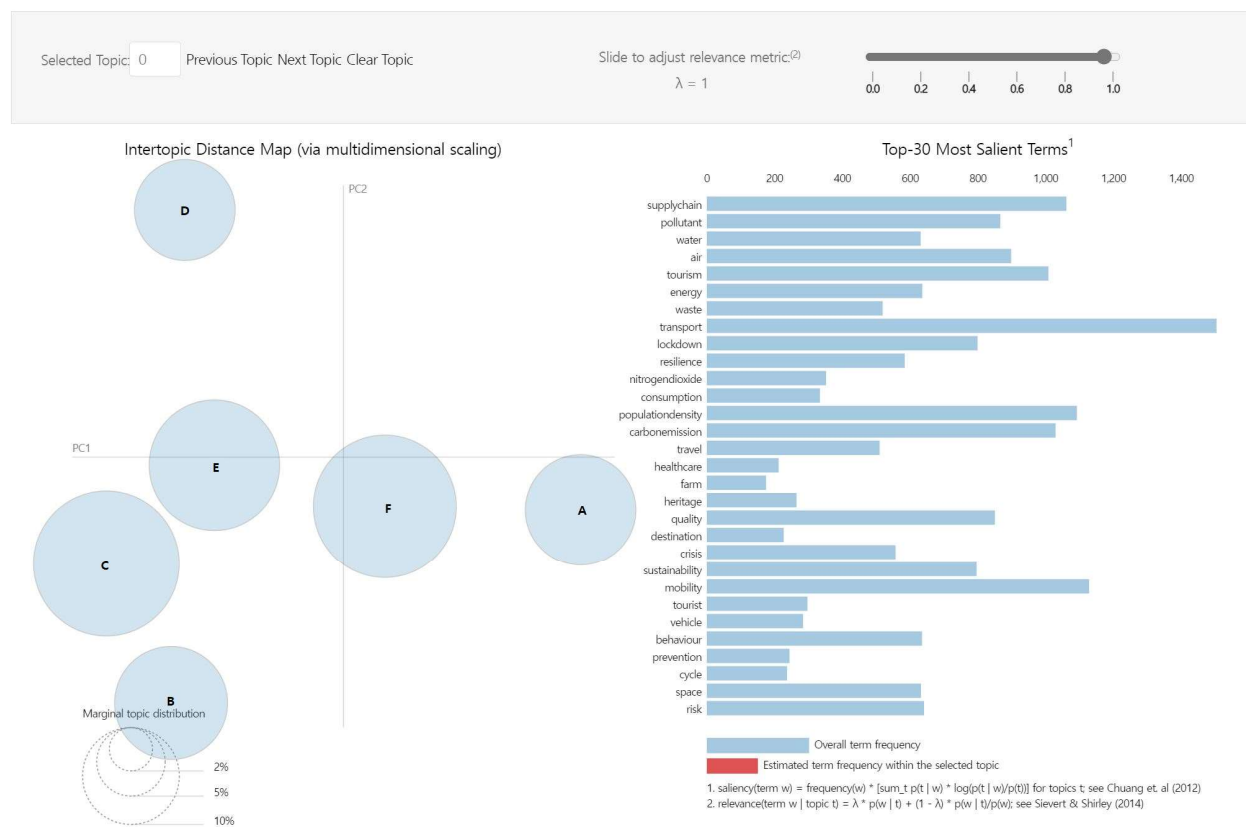 Selected Topic: 0 Previous Topic Next Topic Clear Topic
Slide to adjust relevance metric:(2)
λ = 1
0.0 0.2 0.4 0.6 0.8 1.0
Intertopic Distance Map (via multidimensional scaling)
PC2
PC1
D
E
F
A
C
B
Marginal topic distribution
2%
5%
10%
Top-30 Most Salient Terms1
0 200 400 600 800 1,000 1,200 1,400
supplychain
pollutant
water
air
tourism
energy
waste
transport
lockdown
resilience
nitrogendioxide
consumption
populationdensity
carbonemission
travel
healthcare
farm
heritage
quality
destination
crisis
sustainability
mobility
tourist
vehicle
behaviour
prevention
cycle
space
risk
Overall term frequency
Estimated term frequency within the selected topic
1. saliency(term w) = frequency(w) * [sum_t p(t | w) * log(p(t | w)/p(t))] for topics t; see Chuang et. al (2012)
2. relevance(term w | topic t) = λ * p(w | t) + (1 - λ) * p(w | t)/p(w); see Sievert & Shirley (2014)